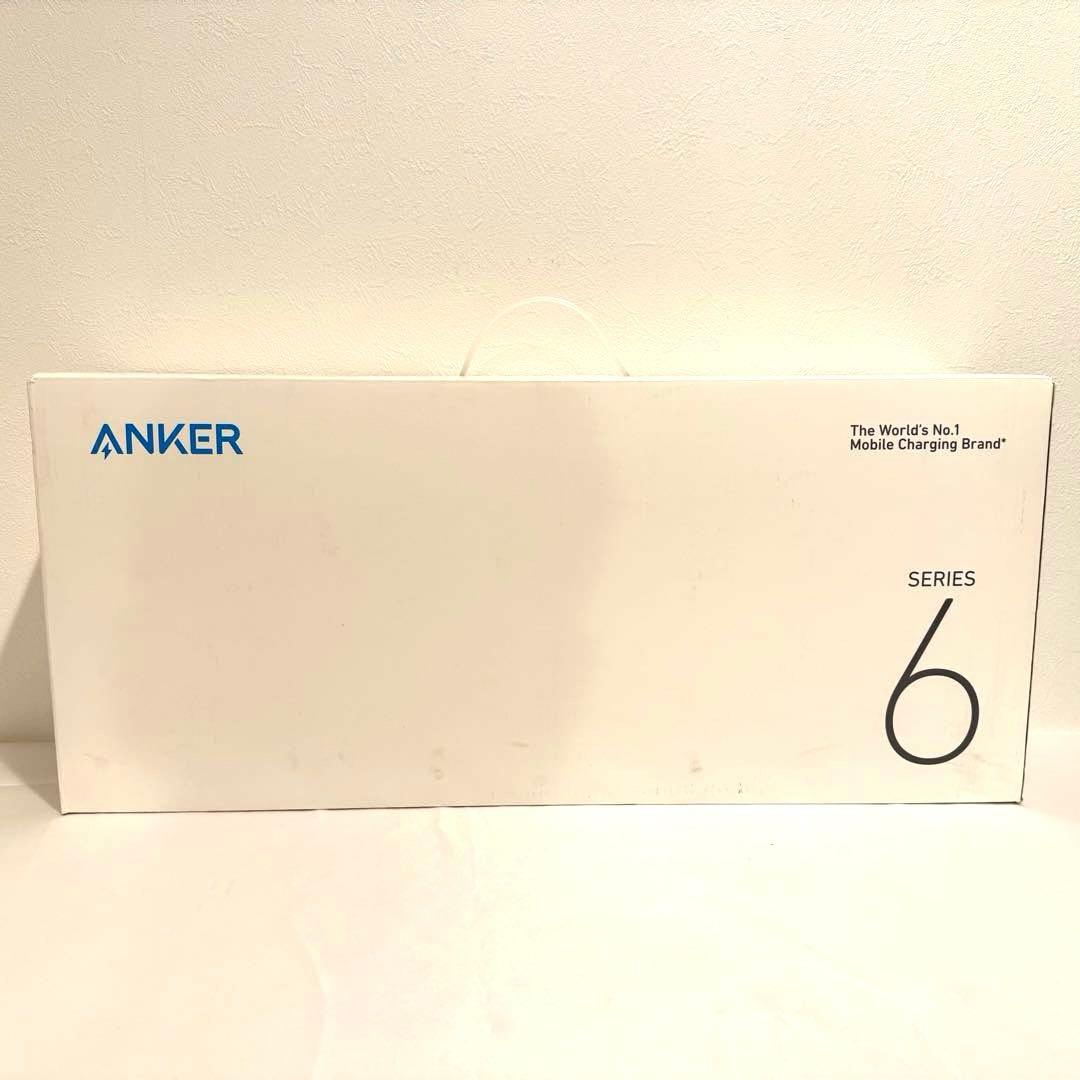 ANKER
The World's No.1
Mobile Charging Brand*
SERIES
6